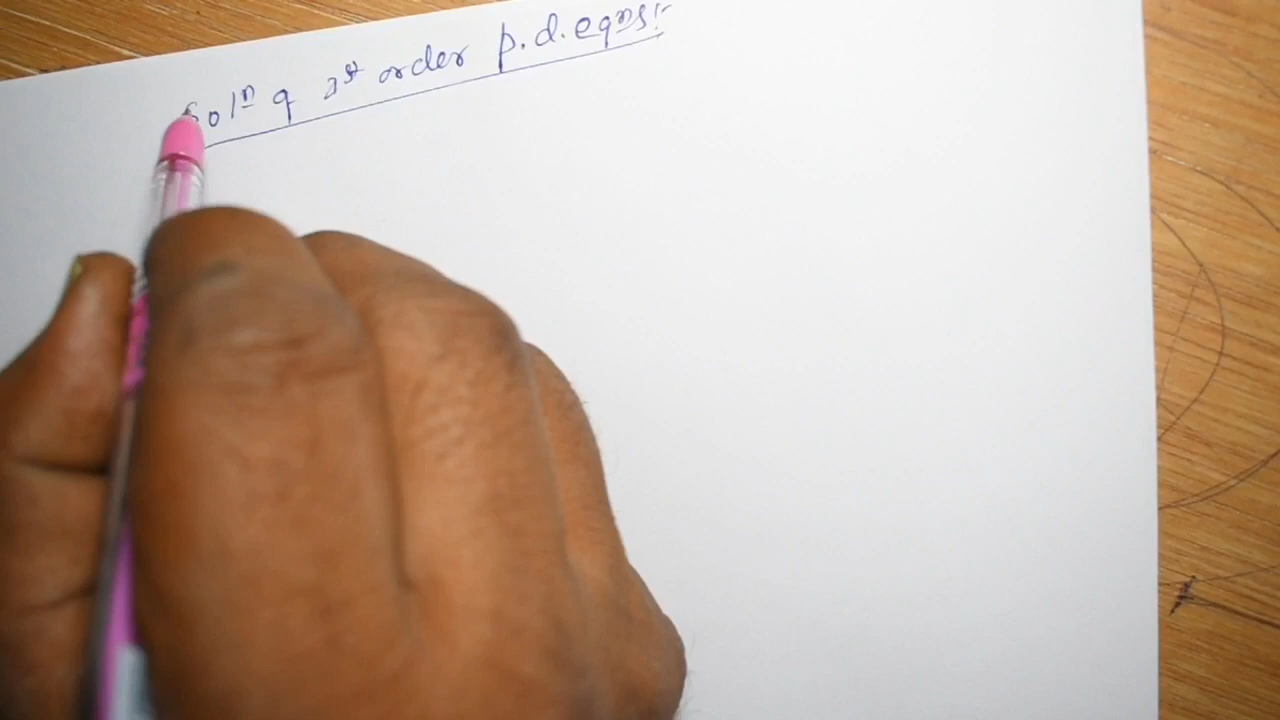 Solⁿ of 1st order p.d.eqⁿs:-